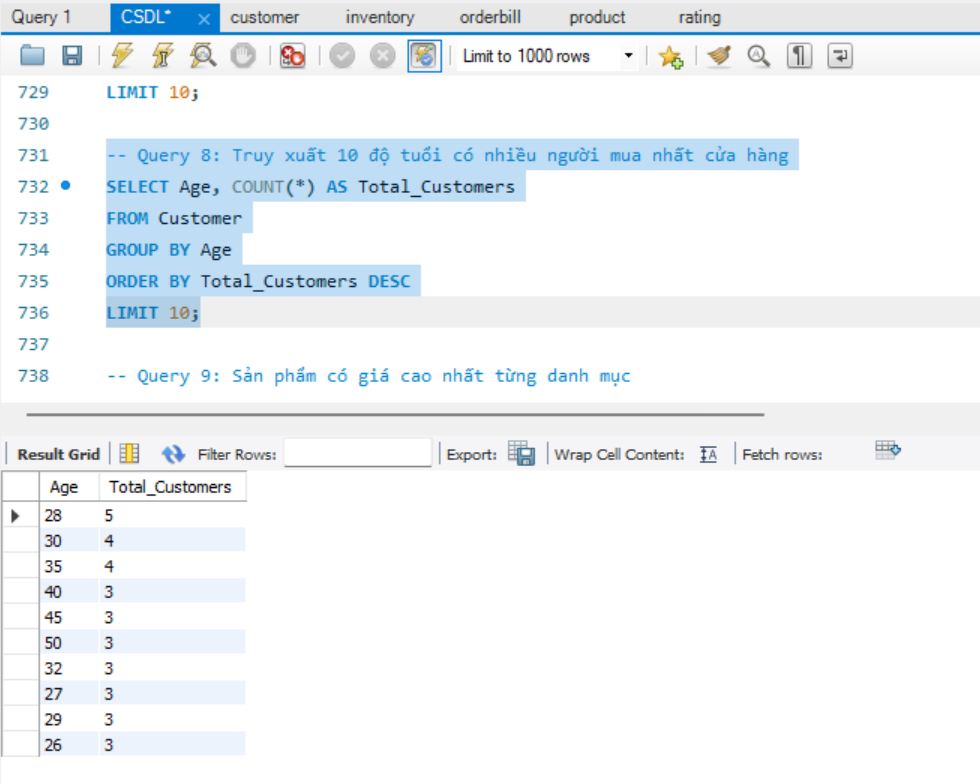 Query 1 CSDL* × customer inventory orderbill product rating
Limit to 1000 rows
729 LIMIT 10;
730
731 -- Query 8: Truy xuất 10 độ tuổi có nhiều người mua nhất cửa hàng
732 SELECT Age, COUNT(*) AS Total_Customers
733 FROM Customer
734 GROUP BY Age
735 ORDER BY Total_Customers DESC
736 LIMIT 10;
737
738 -- Query 9: Sản phẩm có giá cao nhất từng danh mục
Result Grid Filter Rows: Export: Wrap Cell Content: IA Fetch rows:
Age Total_Customers
28 5
30 4
35 4
40 3
45 3
50 3
32 3
27 3
29 3
26 3